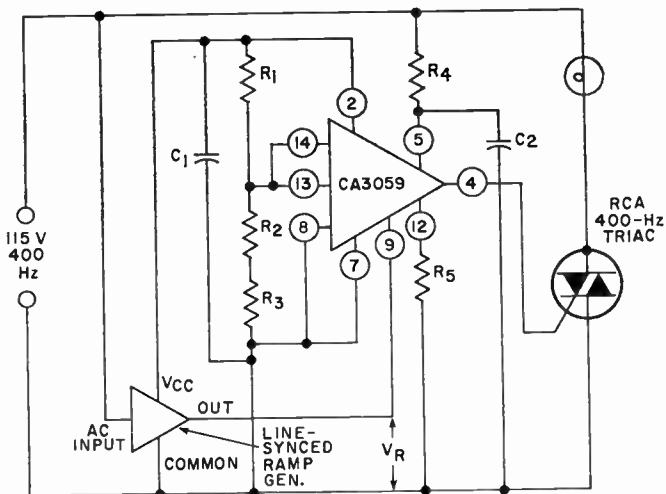 R1
R4
2
14
5
C1
C2
13
CA3059
4
RCA
400-Hz
TRIAC
115 V
400
Hz
R2
8
12
9
7
R3
R5
VCC
OUT
AC
INPUT
LINE-
SYNCED
RAMP
GEN.
VR
COMMON